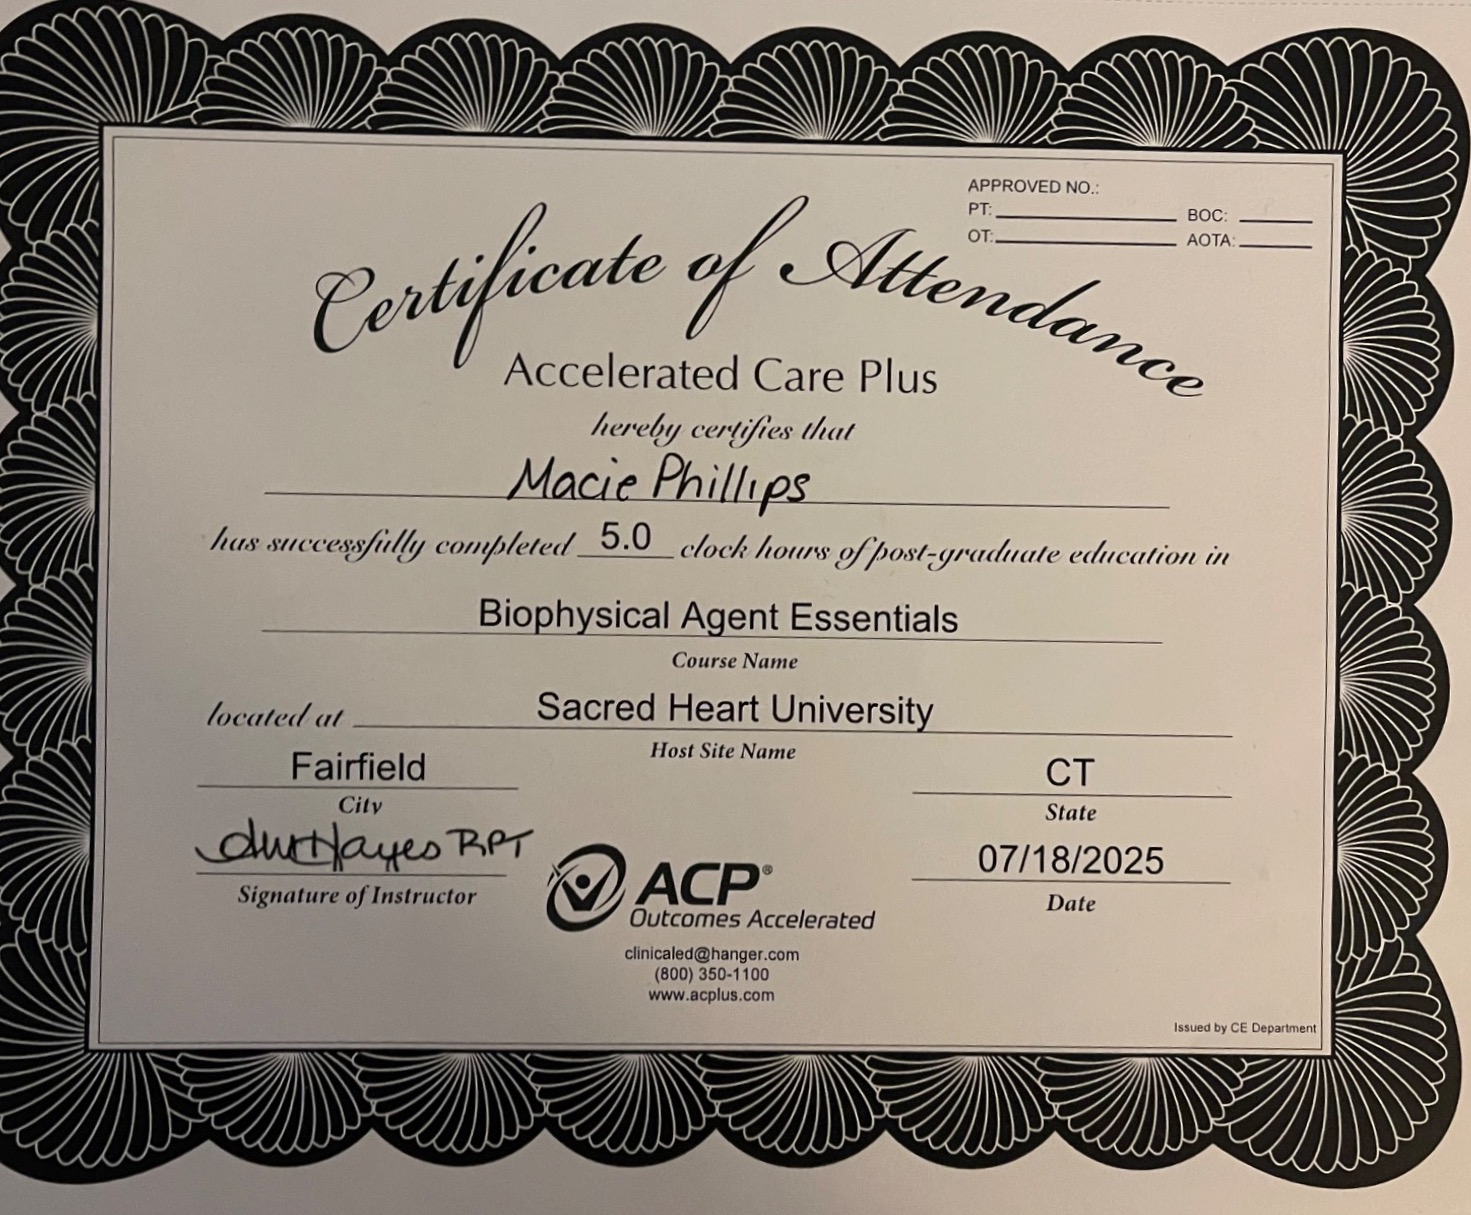 APPROVED NO.:
PT: BOC:
OT: AOTA:
Certificate of Attendance
Accelerated Care Plus
hereby certifies that
Macie Phillips
has successfully completed 5.0 clock hours of post-graduate education in
Biophysical Agent Essentials
Course Name
located at Sacred Heart University
Host Site Name
Fairfield CT
City State
Hayes RPT 07/18/2025
Signature of Instructor Date
ACP®
Outcomes Accelerated
clinicaled@hanger.com
(800) 350-1100
www.acplus.com
Issued by CE Department